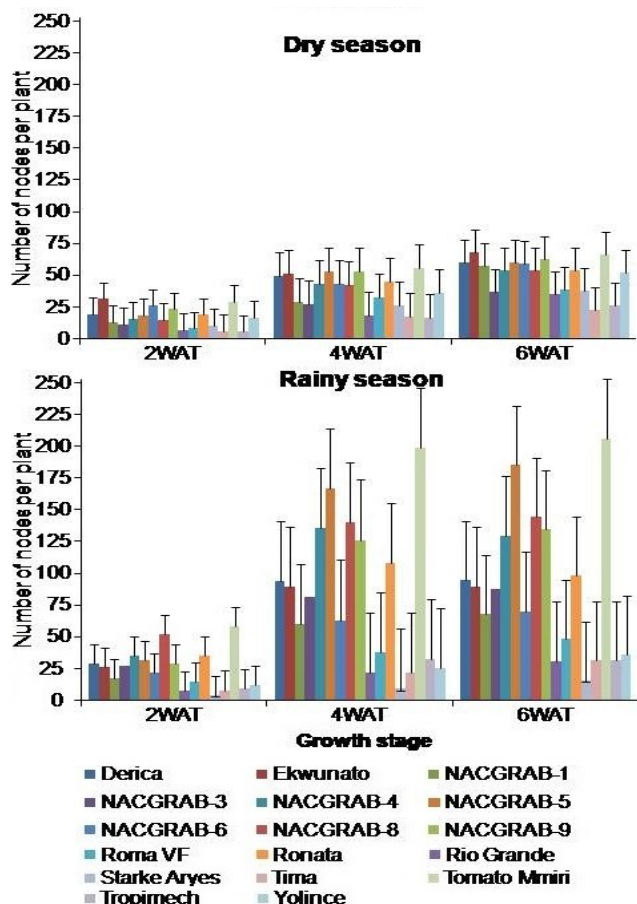 Dry season
Number of nodes per plant
250
225
200
175
150
125
100
75
50
25
0
2WAT 4WAT 6WAT
Rainy season
Number of nodes per plant
250
225
200
175
150
125
100
75
50
25
0
2WAT 4WAT 6WAT
Growth stage
Derica Ekwunato NACGRAB-1
NACGRAB-3 NACGRAB-4 NACGRAB-5
NACGRAB-6 NACGRAB-8 NACGRAB-9
Roma VF Ronata Rio Grande
Starke Aryes Tima Tomato Mmiri
Tropimech Yolince